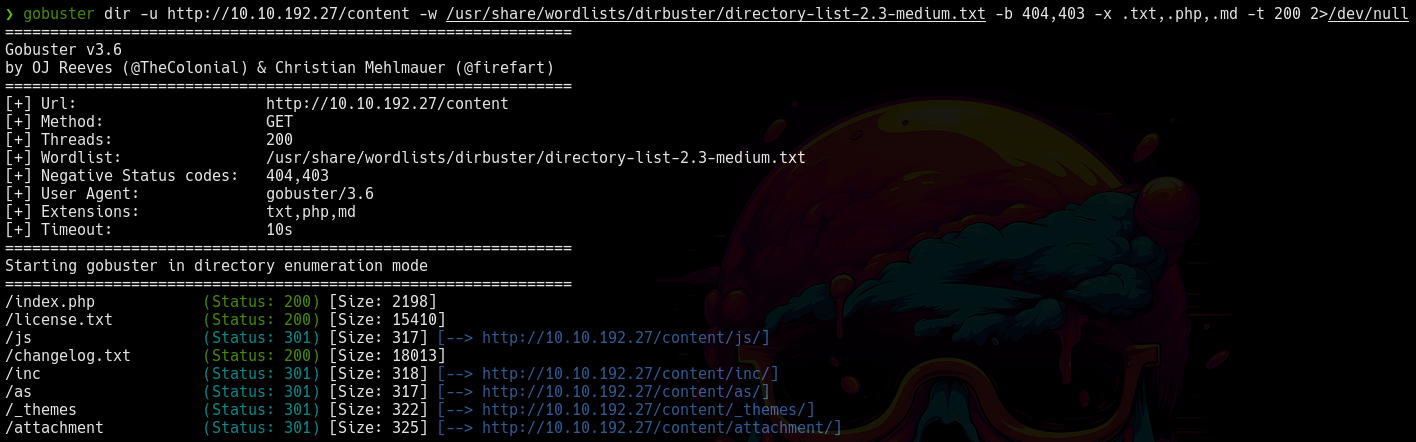 ❯ gobuster dir -u http://10.10.192.27/content -w /usr/share/wordlists/dirbuster/directory-list-2.3-medium.txt -b 404,403 -x .txt,.php,.md -t 200 2>/dev/null
===============================================================
Gobuster v3.6
by OJ Reeves (@TheColonial) & Christian Mehlmauer (@firefart)
===============================================================
[+] Url:                     http://10.10.192.27/content
[+] Method:                  GET
[+] Threads:                 200
[+] Wordlist:                /usr/share/wordlists/dirbuster/directory-list-2.3-medium.txt
[+] Negative Status codes:   404,403
[+] User Agent:              gobuster/3.6
[+] Extensions:              txt,php,md
[+] Timeout:                 10s
===============================================================
Starting gobuster in directory enumeration mode
===============================================================
/index.php            (Status: 200) [Size: 2198]
/license.txt          (Status: 200) [Size: 15410]
/js                   (Status: 301) [Size: 317] [--> http://10.10.192.27/content/js/]
/changelog.txt        (Status: 200) [Size: 18013]
/inc                  (Status: 301) [Size: 318] [--> http://10.10.192.27/content/inc/]
/as                   (Status: 301) [Size: 317] [--> http://10.10.192.27/content/as/]
/_themes              (Status: 301) [Size: 322] [--> http://10.10.192.27/content/_themes/]
/attachment           (Status: 301) [Size: 325] [--> http://10.10.192.27/content/attachment/]